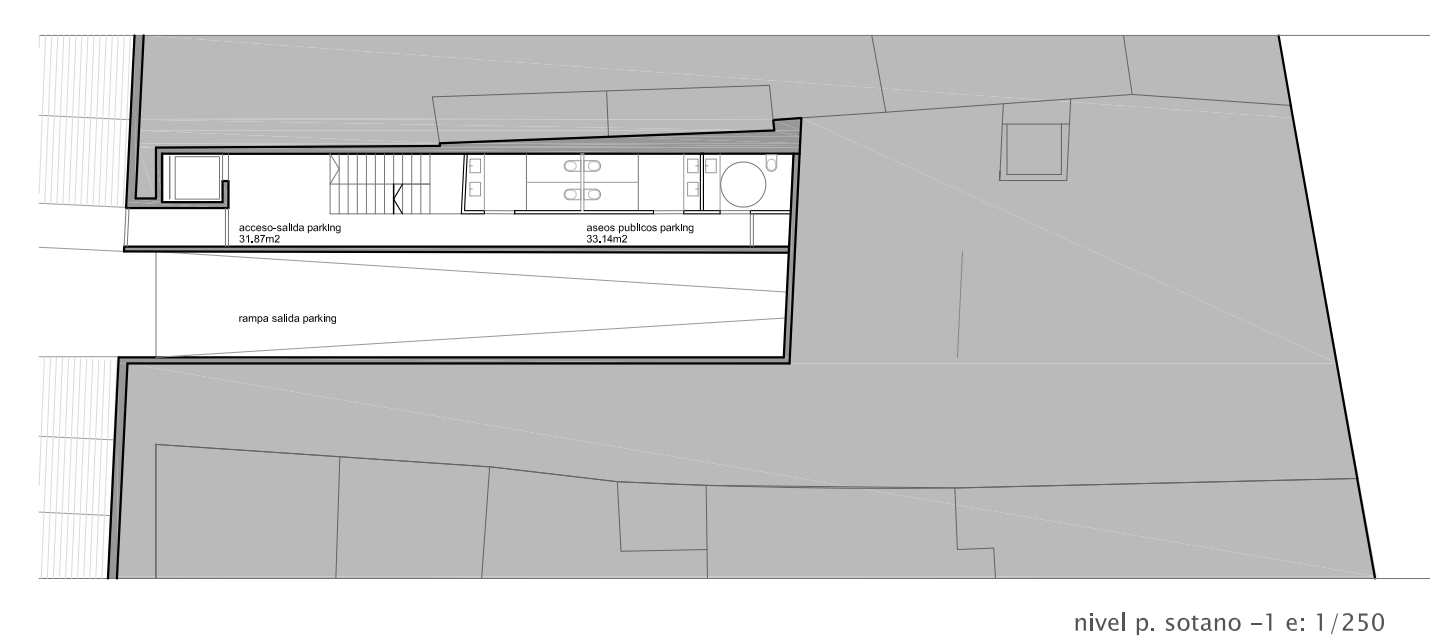 acceso-salida parking
31.87m2
aseos publicos parking
33.14m2
rampa salida parking
nivel p. sotano -1 e: 1/250